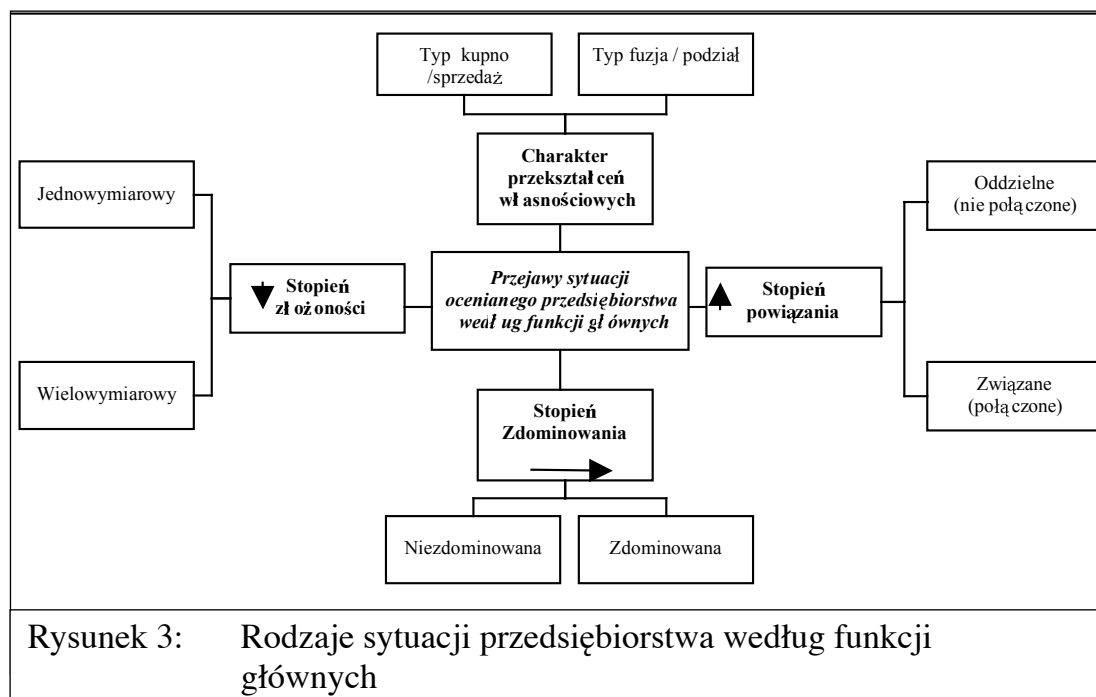 Typ kupno
/sprzedaż
Typ fuzja / podział
Charakter
przekształceń
własnościowych
Jednowymiarowy
Oddzielne
(nie połączone)
Stopień
złożoności
Przejawy sytuacji
ocenianego przedsiębiorstwa
według funkcji głównych
Stopień
powiązania
Wielowymiarowy
Związane
(połączone)
Stopień
Zdominowania
Niezdominowana
Zdominowana
Rysunek 3: Rodzaje sytuacji przedsiębiorstwa według funkcji
głównych